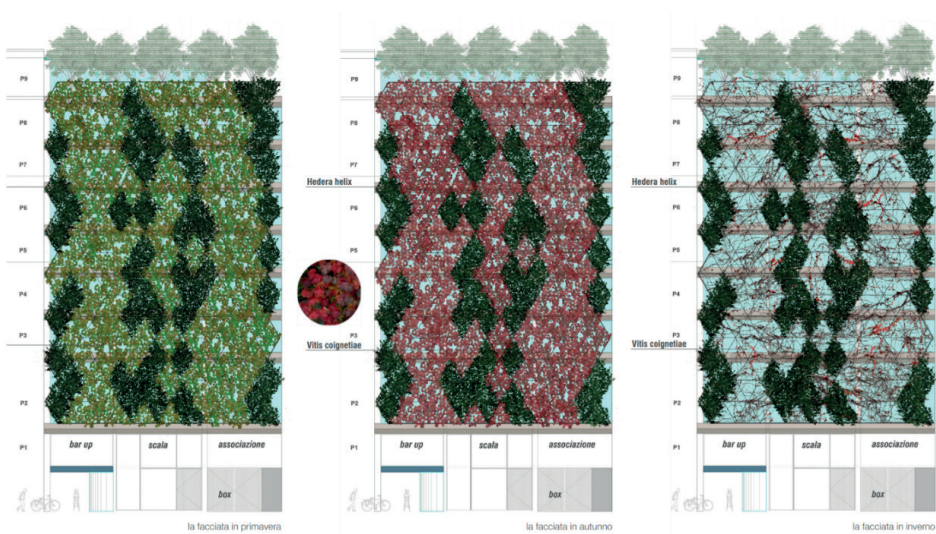 P9
P8
P7
P6
P5
P4
P3
P2
P1
bar up
scala
associazione
box
la facciata in primavera
P9
P8
P7
Hedera helix
P6
P5
P4
P3
Vitis coignetiae
P2
P1
bar up
scala
associazione
box
la facciata in autunno
P9
P8
P7
Hedera helix
P6
P5
P4
P3
Vitis coignetiae
P2
P1
bar up
scala
associazione
box
la facciata in inverno